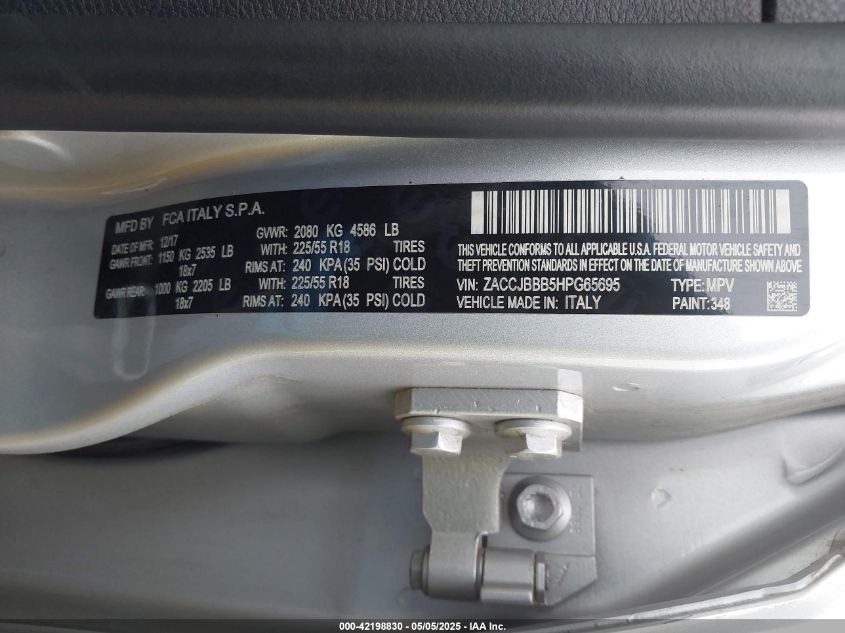 MFD BY FCA ITALY S.P.A.
DATE OF MFR: 12/17 GVWR: 2080 KG 4586 LB
GAWR FRONT: 1150 KG 2535 LB WITH: 225/55 R18 TIRES
18x7 RIMS AT: 240 KPA(35 PSI) COLD
GAWR REAR: 1000 KG 2205 LB WITH: 225/55 R18 TIRES
18x7 RIMS AT: 240 KPA(35 PSI) COLD
THIS VEHICLE CONFORMS TO ALL APPLICABLE U.S.A. FEDERAL MOTOR VEHICLE SAFETY AND
THEFT PREVENTION STANDARDS IN EFFECT ON THE DATE OF MANUFACTURE SHOWN ABOVE
VIN: ZACCJBBB5HPG65695 TYPE: MPV
VEHICLE MADE IN: ITALY PAINT: 348
000-42198830 - 05/05/2025 - IAA Inc.